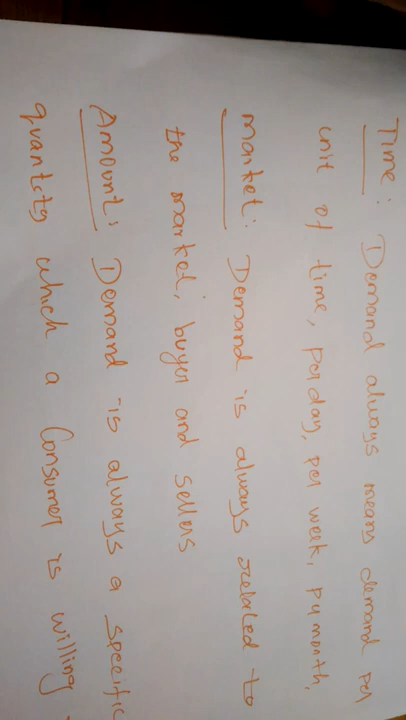 Time: Demand always means demand per
unit of time, per day, per week, per month,
market: Demand is always related to
the market, buyer and sellers
Amount: Demand is always a specific
quantity which a Consumer is willing